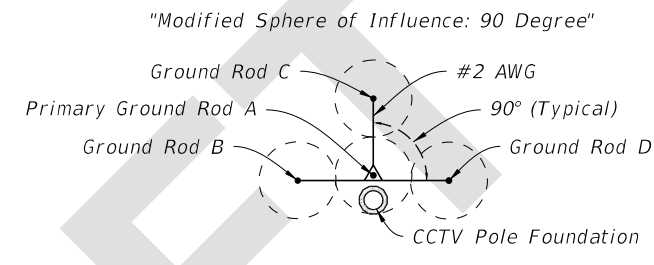 "Modified Sphere of Influence: 90 Degree"
Ground Rod C
#2 AWG
Primary Ground Rod A
90° (Typical)
Ground Rod B
Ground Rod D
CCTV Pole Foundation